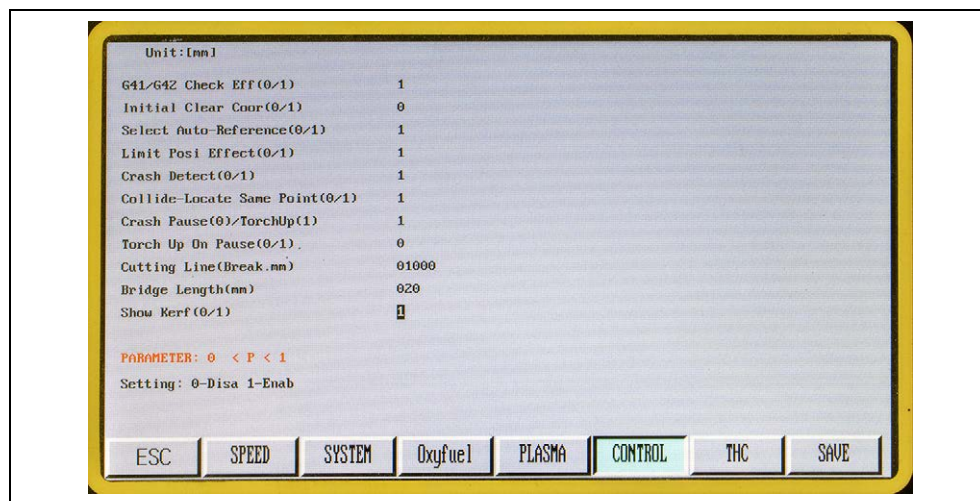 Unit:[mm]
G41/G42 Check Eff(0/1) 1
Initial Clear Coor(0/1) 0
Select Auto-Reference(0/1) 1
Limit Posi Effect(0/1) 1
Crash Detect(0/1) 1
Collide-Locate Same Point(0/1) 1
Crash Pause(0)/TorchUp(1) 1
Torch Up On Pause(0/1) 0
Cutting Line(Break.mm) 01000
Bridge Length(mm) 020
Show Kerf(0/1) 1
PARAMETER: 0 < P < 1
Setting: 0-Disa 1-Enab
ESC SPEED SYSTEM Oxyfuel PLASMA CONTROL THC SAVE